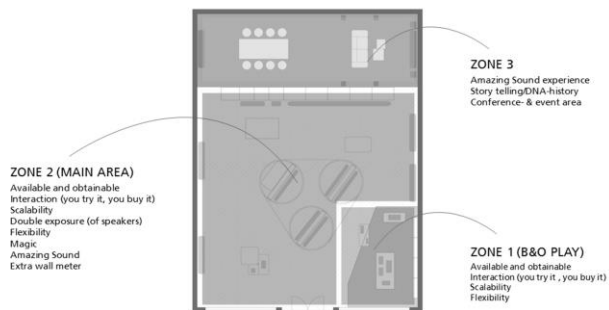 ZONE 3
Amazing Sound experience
Story telling/DNA-history
Conference- & event area
ZONE 2 (MAIN AREA)
Available and obtainable
Interaction (you try it, you buy it)
Scalability
Double exposure (of speakers)
Flexibility
Magic
Amazing Sound
Extra wall meter
ZONE 1 (B&O PLAY)
Available and obtainable
Interaction (you try it , you buy it)
Scalability
Flexibility